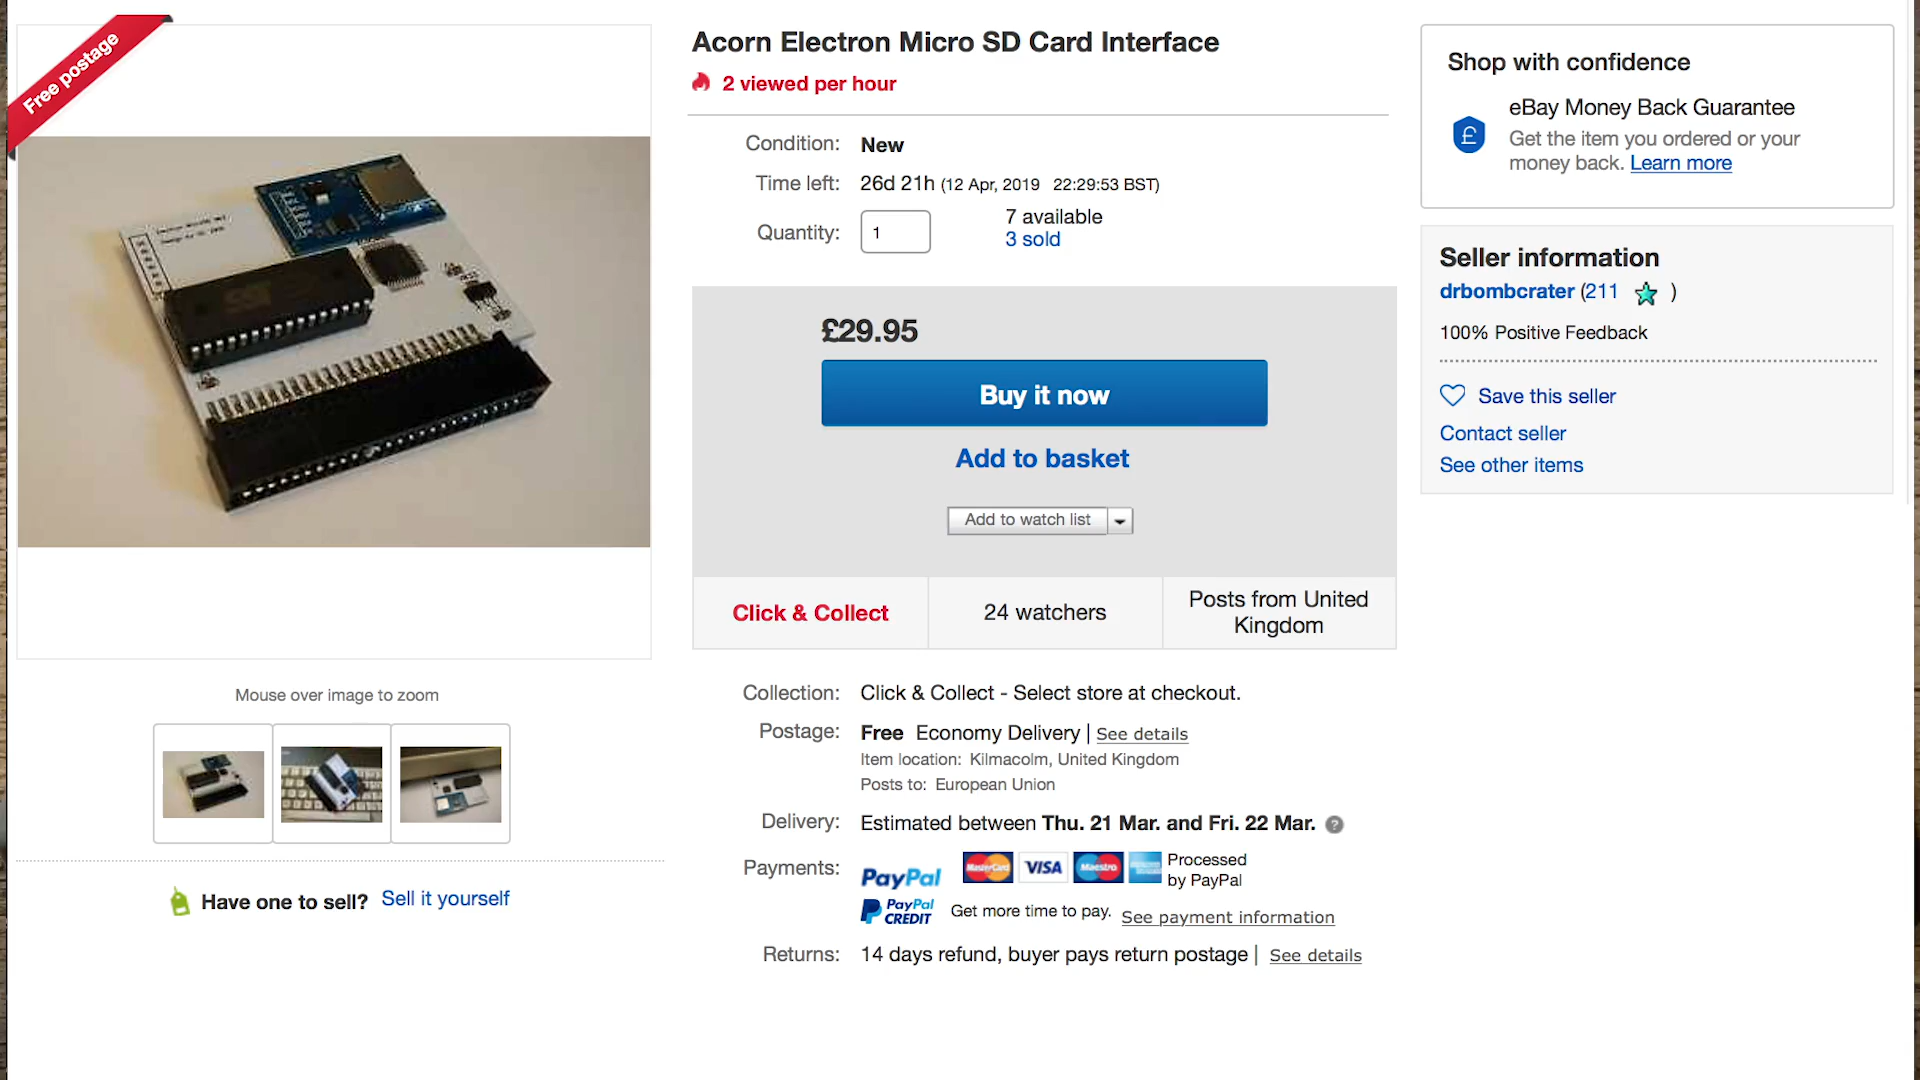 Free postage
Acorn Electron Micro SD Card Interface
2 viewed per hour
Condition: New
Time left: 26d 21h (12 Apr, 2019 22:29:53 BST)
Quantity: 1
7 available
3 sold
£29.95
Buy it now
Add to basket
Add to watch list
Click & Collect
24 watchers
Posts from United
Kingdom
Collection: Click & Collect - Select store at checkout.
Postage: Free Economy Delivery | See details
Item location: Kilmacolm, United Kingdom
Posts to: European Union
Delivery: Estimated between Thu. 21 Mar. and Fri. 22 Mar. ?
Payments: PayPal MasterCard VISA Maestro Processed
by PayPal
PayPal
CREDIT Get more time to pay. See payment information
Returns: 14 days refund, buyer pays return postage | See details
Mouse over image to zoom
Have one to sell? Sell it yourself
Shop with confidence
£
eBay Money Back Guarantee
Get the item you ordered or your
money back. Learn more
Seller information
drbombcrater (211 )
100% Positive Feedback
Save this seller
Contact seller
See other items